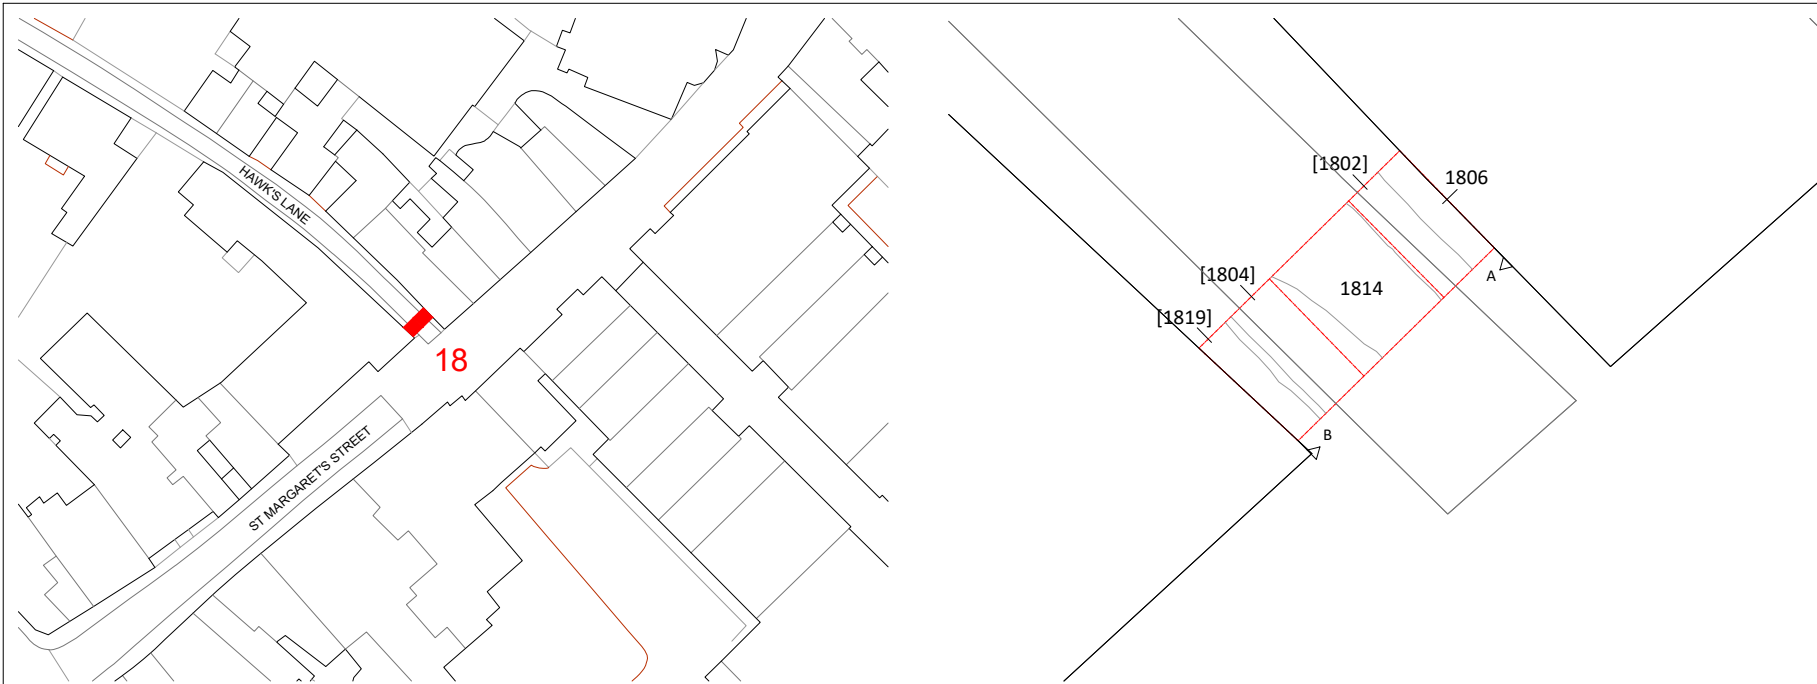 HAWK'S LANE
18
ST MARGARET'S STREET
[1802]
1806
[1804]
1814
[1819]
A
B